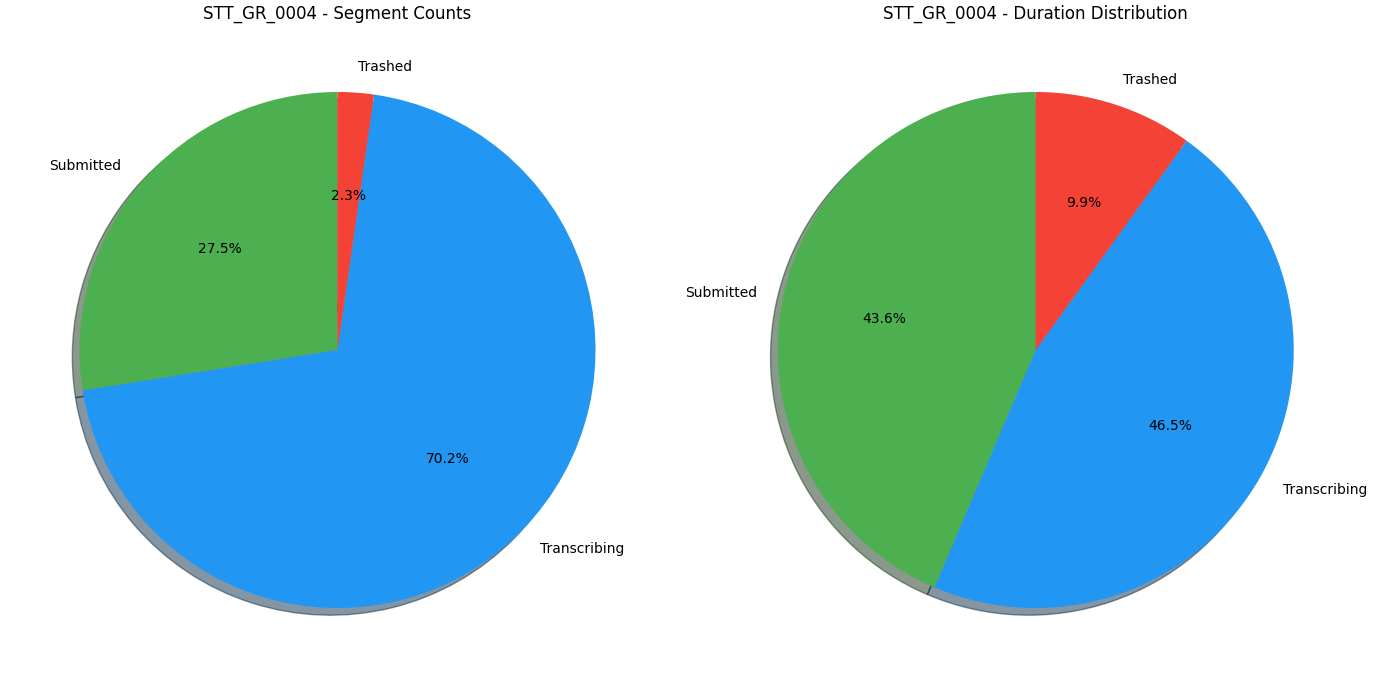 STT_GR_0004 - Segment Counts
Trashed
Submitted
2.3%
27.5%
70.2%
Transcribing
STT_GR_0004 - Duration Distribution
Trashed
9.9%
Submitted
43.6%
46.5%
Transcribing